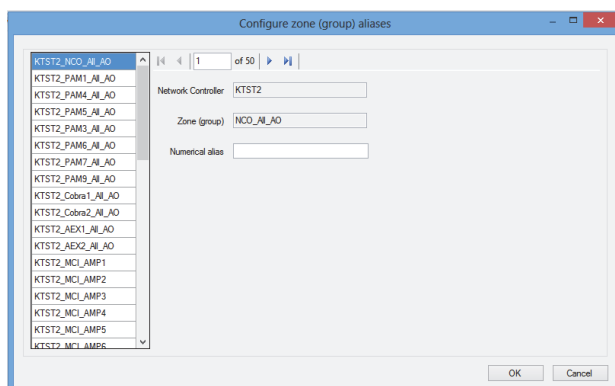 Configure zone (group) aliases
KTST2_NCO_All_AO
KTST2_PAM1_All_AO
KTST2_PAM4_All_AO
KTST2_PAM5_All_AO
KTST2_PAM3_All_AO
KTST2_PAM6_All_AO
KTST2_PAM7_All_AO
KTST2_PAM9_All_AO
KTST2_Cobra1_All_AO
KTST2_Cobra2_All_AO
KTST2_AEX1_All_AO
KTST2_AEX2_All_AO
KTST2_MCI_AMP1
KTST2_MCI_AMP2
KTST2_MCI_AMP3
KTST2_MCI_AMP4
KTST2_MCI_AMP5
KTST2_MCI_AMP6
1 of 50
Network Controller KTST2
Zone (group) NCO_All_AO
Numerical alias
OK Cancel